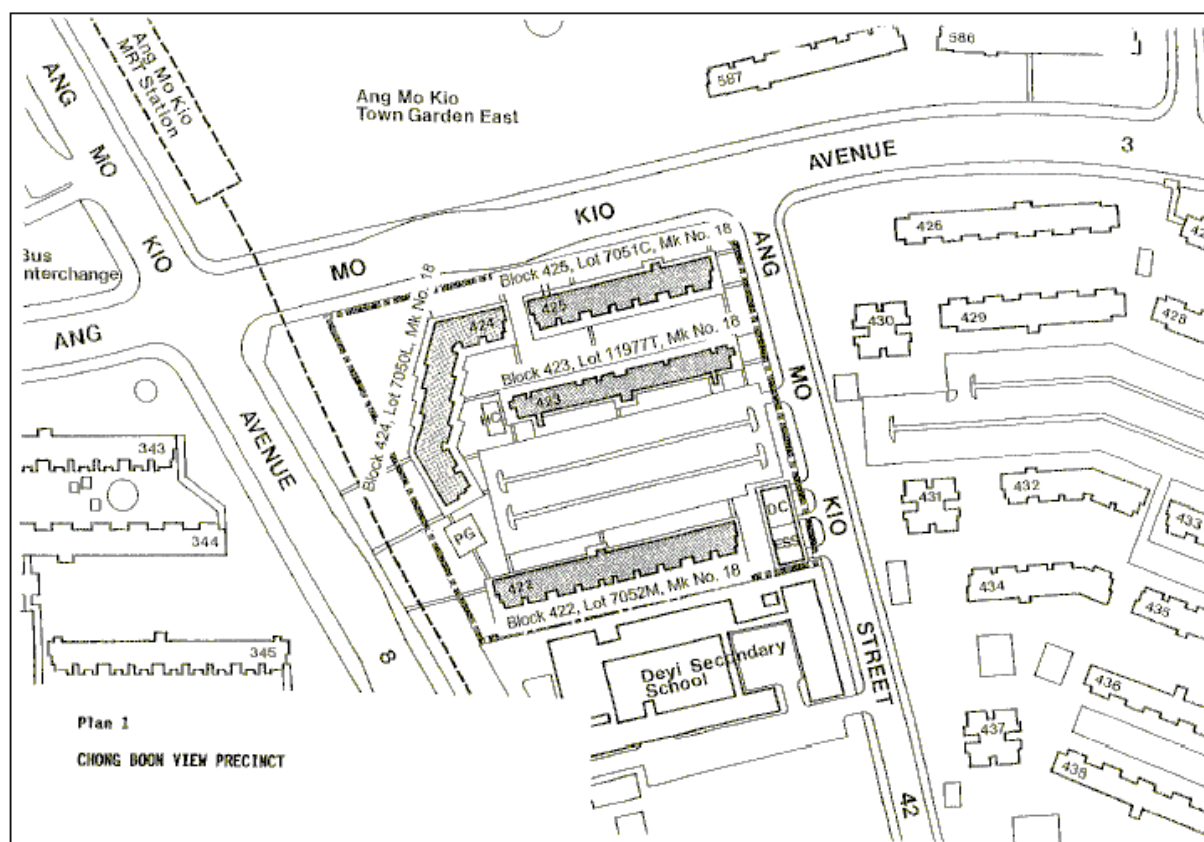 Ang Mo Kio
MRT Station
ANG
MO
KIO
Ang Mo Kio
Town Garden East
587
586
AVENUE
3
ANG
MO
KIO
Bus
Interchange
ANG
AVENUE
8
Block 425, Lot 7051C, Mk No. 18
425
424
Block 424, Lot 7050L, Mk No. 18
Block 423, Lot 11977T, Mk No. 18
423
HC
MO
KIO
STREET
42
426
430
429
428
431
432
433
434
435
436
437
438
343
344
345
PG
DC
ESS
422
Block 422, Lot 7052M, Mk No. 18
Deyi Secondary
School
Plan 1
CHONG BOON VIEW PRECINCT